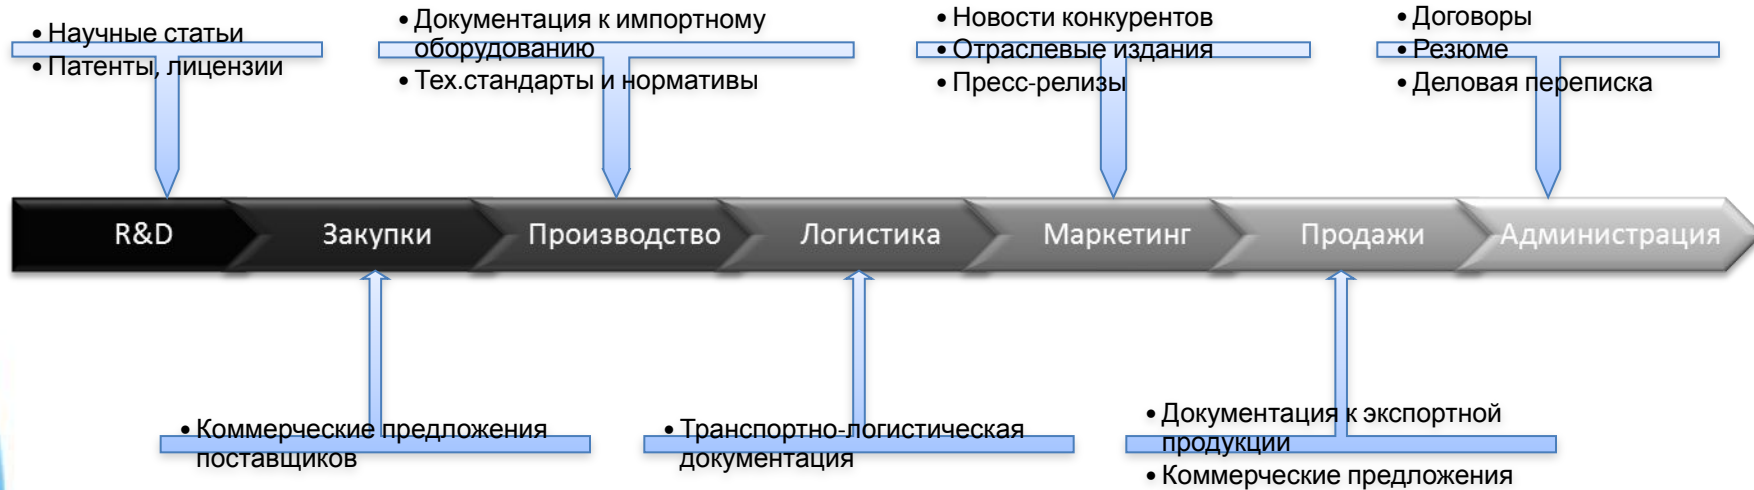 • Научные статьи
• Патенты, лицензии
• Документация к импортному
оборудованию
• Тех.стандарты и нормативы
• Новости конкурентов
• Отраслевые издания
• Пресс-релизы
• Договоры
• Резюме
• Деловая переписка
R&D
Закупки
Производство
Логистика
Маркетинг
Продажи
Администрация
• Коммерческие предложения
поставщиков
• Транспортно-логистическая
документация
• Документация к экспортной
продукции
• Коммерческие предложения